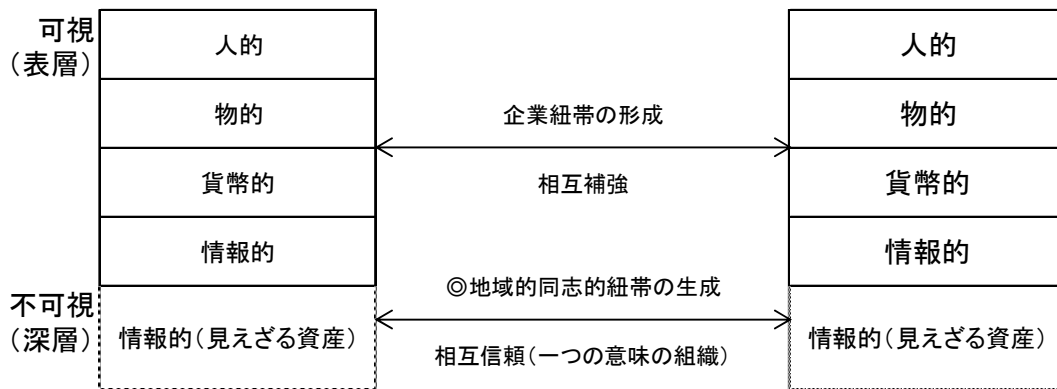 可視
(表層)
人的
物的
貨幣的
情報的
不可視
(深層)
情報的(見えざる資産)
企業紐帯の形成
相互補強
◎地域的同志的紐帯の生成
相互信頼(一つの意味の組織)
人的
物的
貨幣的
情報的
情報的(見えざる資産)